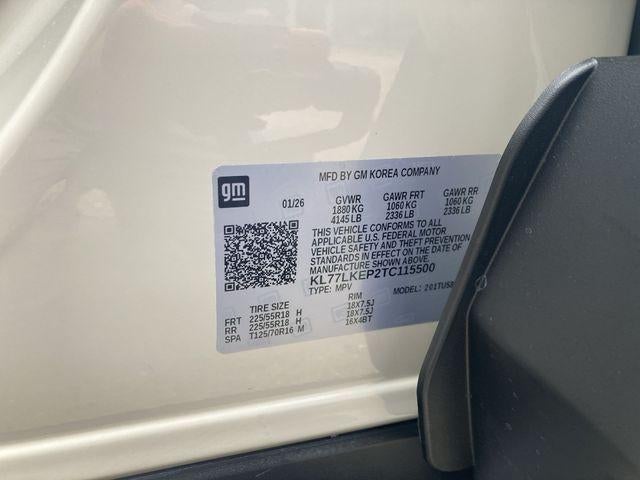 gm
MFD BY GM KOREA COMPANY
01/26 GVWR GAWR FRT GAWR RR
1880 KG 1060 KG 1060 KG
4145 LB 2336 LB 2336 LB
THIS VEHICLE CONFORMS TO ALL
APPLICABLE U.S. FEDERAL MOTOR
VEHICLE SAFETY AND THEFT PREVENTION
STANDARDS IN EFFECT ON THE DATE OF
MANUFACTURE SHOWN ABOVE.
KL77LKEP2TC115500
TYPE: MPV MODEL: 201TUS8
TIRE SIZE RIM
FRT 225/55R18 H 18X7.5J
RR 225/55R18 H 18X7.5J
SPA T125/70R16 M 16X4BT